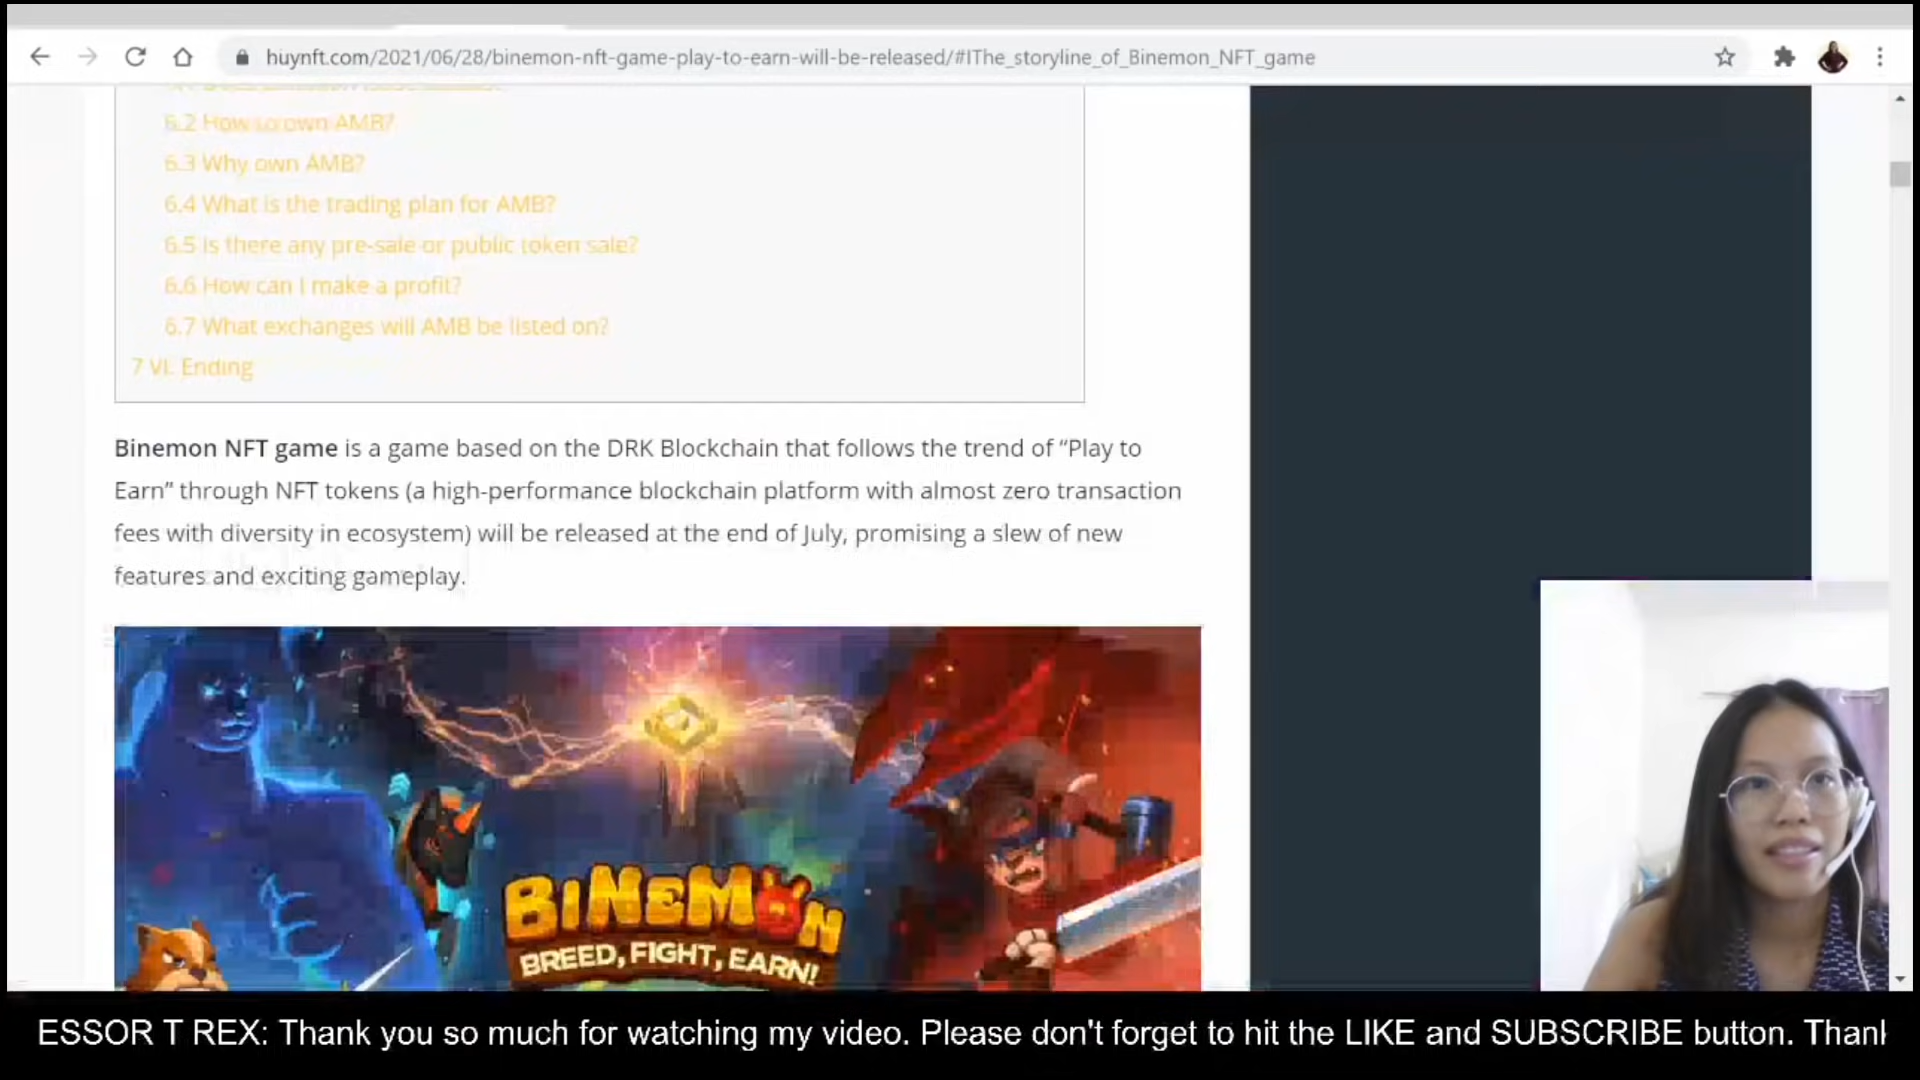 huynft.com/2021/06/28/binemon-nft-game-play-to-earn-will-be-released/#IThe_storyline_of_Binemon_NFT_game
6.2 How to own AMB?
6.3 Why own AMB?
6.4 What is the trading plan for AMB?
6.5 Is there any pre-sale or public token sale?
6.6 How can I make a profit?
6.7 What exchanges will AMB be listed on?
7 VI. Ending
Binemon NFT game is a game based on the DRK Blockchain that follows the trend of “Play to
Earn” through NFT tokens (a high-performance blockchain platform with almost zero transaction
fees with diversity in ecosystem) will be released at the end of July, promising a slew of new
features and exciting gameplay.
BINEMON
BREED, FIGHT, EARN!
ESSOR T REX: Thank you so much for watching my video. Please don't forget to hit the LIKE and SUBSCRIBE button. Thank